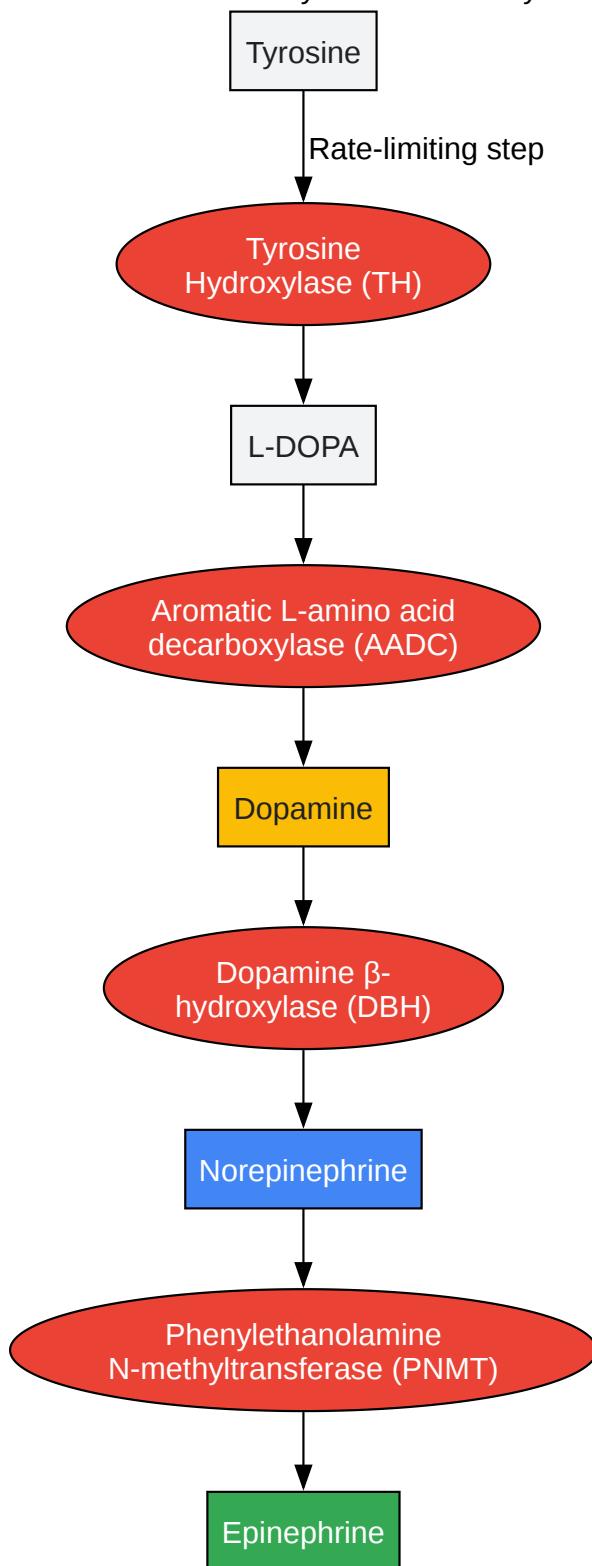 Tyrosine
Rate-limiting step
Tyrosine
Hydroxylase (TH)
L-DOPA
Aromatic L-amino acid
decarboxylase (AADC)
Dopamine
Dopamine β-
hydroxylase (DBH)
Norepinephrine
Phenylethanolamine
N-methyltransferase (PNMT)
Epinephrine